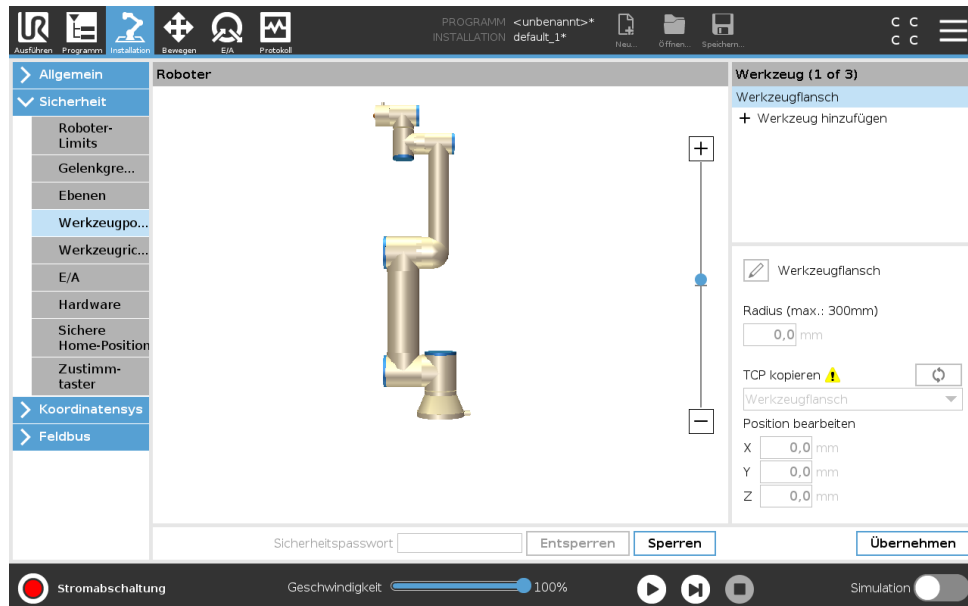 UR
Ausführen
Programm
Installation
Bewegen
E/A
Protokoll
PROGRAMM <unbenannt>*
INSTALLATION default_1*
Neu...
Öffnen...
Speichern...
C C
C C
Allgemein
Sicherheit
Roboter-
Limits
Gelenkgre...
Ebenen
Werkzeugpo...
Werkzeugric...
E/A
Hardware
Sichere
Home-Position
Zustimm-
taster
Koordinatensys
Feldbus
Roboter
Werkzeug (1 of 3)
Werkzeugflansch
+ Werkzeug hinzufügen
Werkzeugflansch
Radius (max.: 300mm)
0,0 mm
TCP kopieren
Werkzeugflansch
Position bearbeiten
X 0,0 mm
Y 0,0 mm
Z 0,0 mm
Sicherheitspasswort
Entsperren
Sperren
Übernehmen
Stromabschaltung
Geschwindigkeit
100%
Simulation